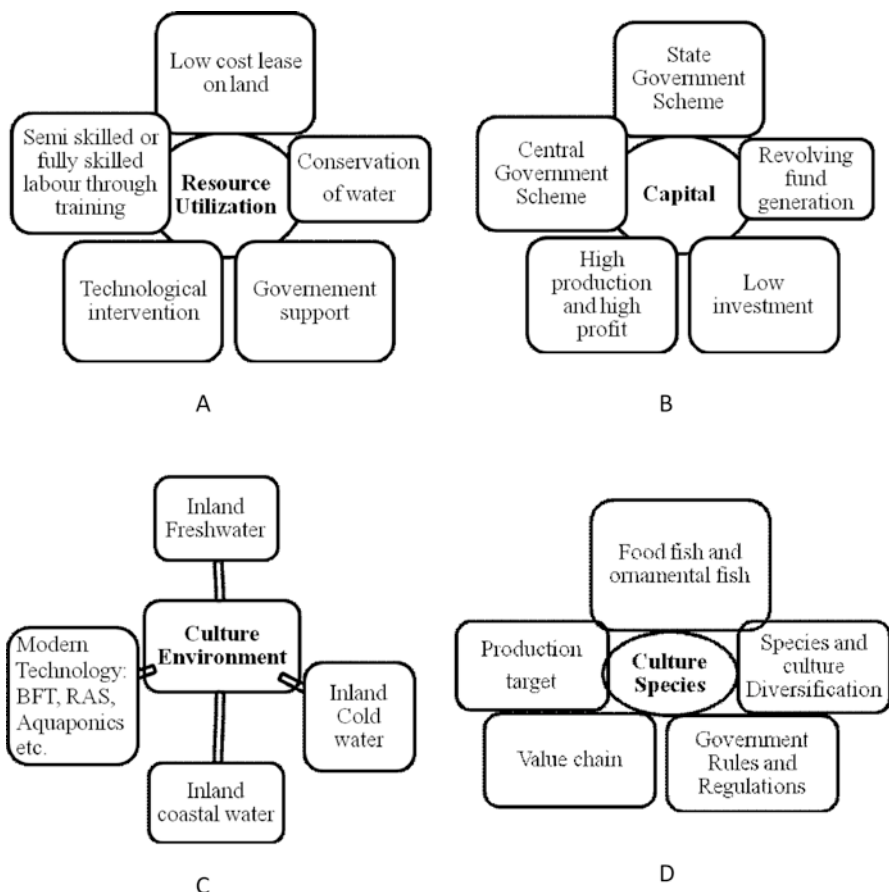 Low cost lease
on land
Semi skilled or
fully skilled
labour through
training
Resource
Utilization
Conservation
of water
Technological
intervention
Governement
support
A
State
Government
Scheme
Central
Government
Scheme
Capital
Revolving
fund
generation
High
production
and high
profit
Low
investment
B
Inland
Freshwater
Culture
Environment
Modern
Technology:
BFT, RAS,
Aquaponics
etc.
Inland
Cold
water
Inland
coastal water
C
Food fish and
ornamental fish
Production
target
Culture
Species
Species and
culture
Diversification
Value chain
Government
Rules and
Regulations
D